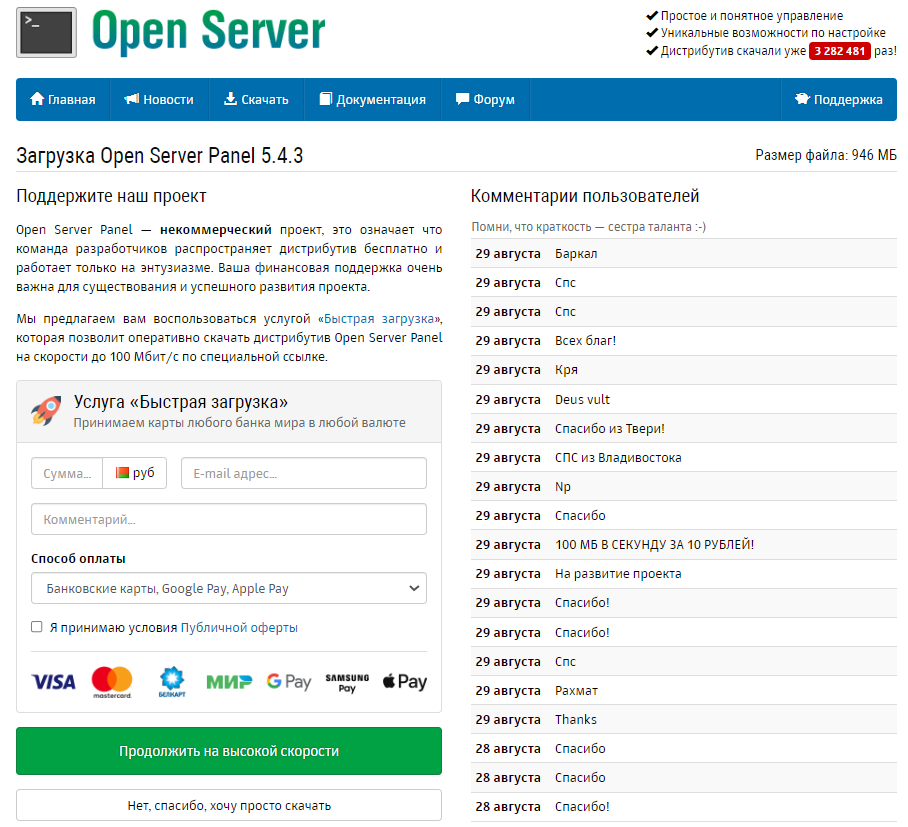 >_
Open Server
Простое и понятное управление
Уникальные возможности по настройке
Дистрибутив скачали уже 3 282 481 раз!
Главная Новости Скачать Документация Форум Поддержка
Загрузка Open Server Panel 5.4.3
Размер файла: 946 МБ
Поддержите наш проект
Open Server Panel — некоммерческий проект, это означает что
команда разработчиков распространяет дистрибутив бесплатно и
работает только на энтузиазме. Ваша финансовая поддержка очень
важна для существования и успешного развития проекта.
Мы предлагаем вам воспользоваться услугой «Быстрая загрузка»,
которая позволит оперативно скачать дистрибутив Open Server Panel
на скорости до 100 Мбит/с по специальной ссылке.
Услуга «Быстрая загрузка»
Принимаем карты любого банка мира в любой валюте
Сумма... руб E-mail адрес...
Комментарий...
Способ оплаты
Банковские карты, Google Pay, Apple Pay
Я принимаю условия Публичной оферты
VISA mastercard БЕЛКАРТ МИР G Pay SAMSUNG Pay Pay
Продолжить на высокой скорости
Нет, спасибо, хочу просто скачать
Комментарии пользователей
Помни, что краткость — сестра таланта :-)
29 августа Баркал
29 августа Спс
29 августа Спс
29 августа Всех благ!
29 августа Кря
29 августа Deus vult
29 августа Спасибо из Твери!
29 августа СПС из Владивостока
29 августа Np
29 августа Спасибо
29 августа 100 МБ В СЕКУНДУ ЗА 10 РУБЛЕЙ!
29 августа На развитие проекта
29 августа Спасибо!
29 августа Спасибо!
29 августа Спс
29 августа Рахмат
29 августа Thanks
28 августа Спасибо
28 августа Спасибо
28 августа Спасибо!